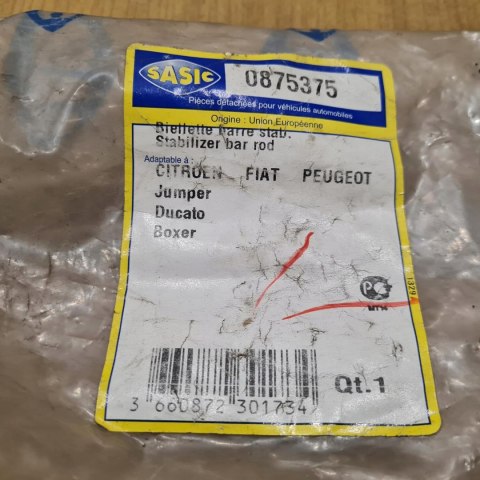 SASIC
0875375
Pièces détachées pour véhicules automobiles
Origine : Union Européenne
Biellette barre stab.
Stabilizer bar rod
Adaptable à :
CITROEN FIAT PEUGEOT
Jumper
Ducato
Boxer
1379
Qt.1
3 660872 301734